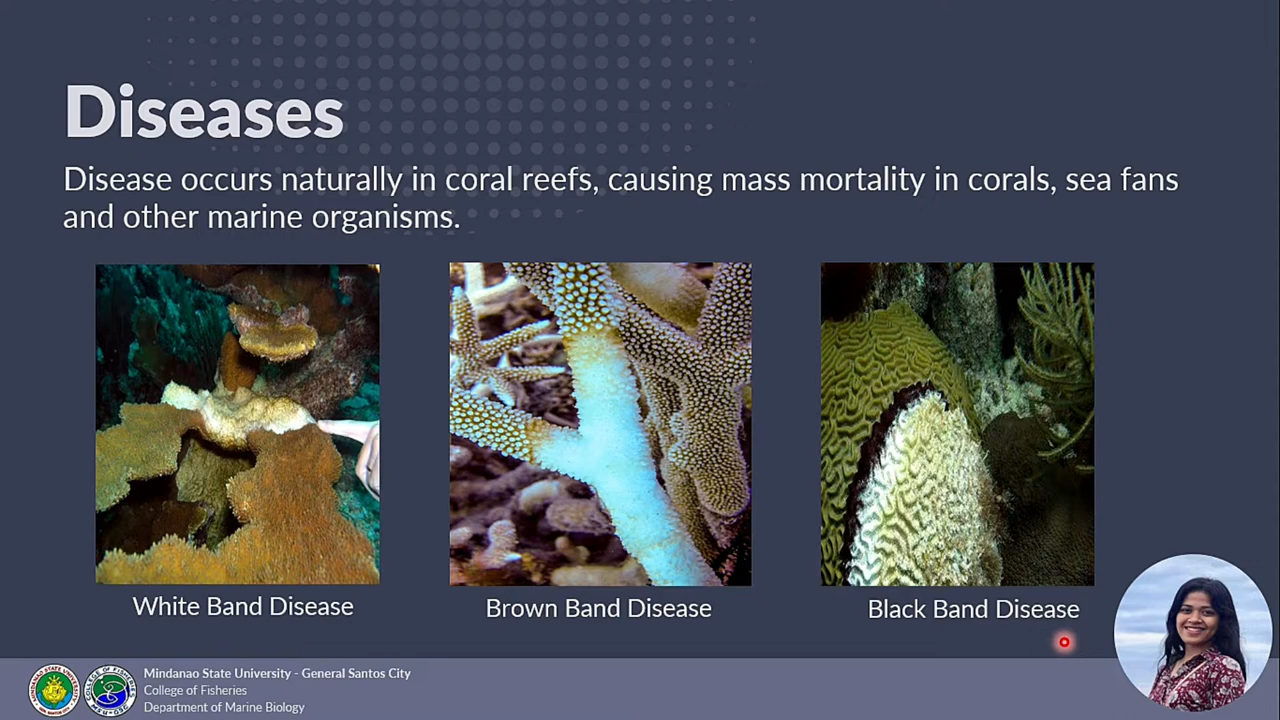 Diseases
Disease occurs naturally in coral reefs, causing mass mortality in corals, sea fans
and other marine organisms.
White Band Disease
Brown Band Disease
Black Band Disease
Mindanao State University - General Santos City
College of Fisheries
Department of Marine Biology